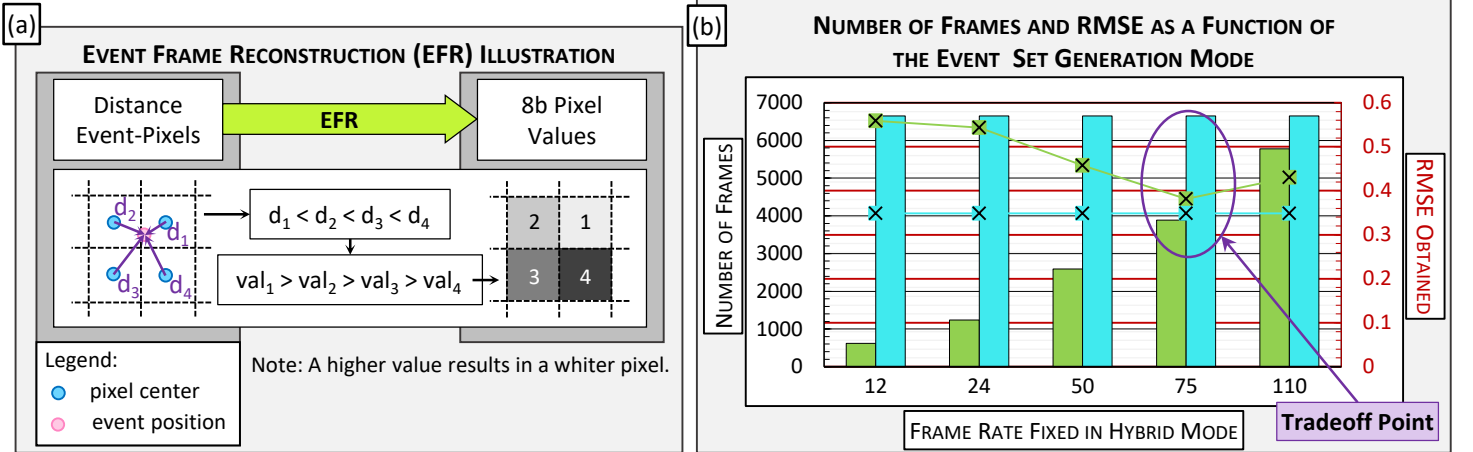 (a)
EVENT FRAME RECONSTRUCTION (EFR) ILLUSTRATION
Distance
Event-Pixels
EFR
8b Pixel
Values
d2
d1
d3
d4
d1 < d2 < d3 < d4
val1 > val2 > val3 > val4
2 1
3 4
Legend:
pixel center
event position
Note: A higher value results in a whiter pixel.
(b)
NUMBER OF FRAMES AND RMSE AS A FUNCTION OF
THE EVENT SET GENERATION MODE
NUMBER OF FRAMES
7000
6000
5000
4000
3000
2000
1000
0
0.6
0.5
0.4
0.3
0.2
0.1
0
RMSE OBTAINED
12 24 50 75 110
FRAME RATE FIXED IN HYBRID MODE
Tradeoff Point